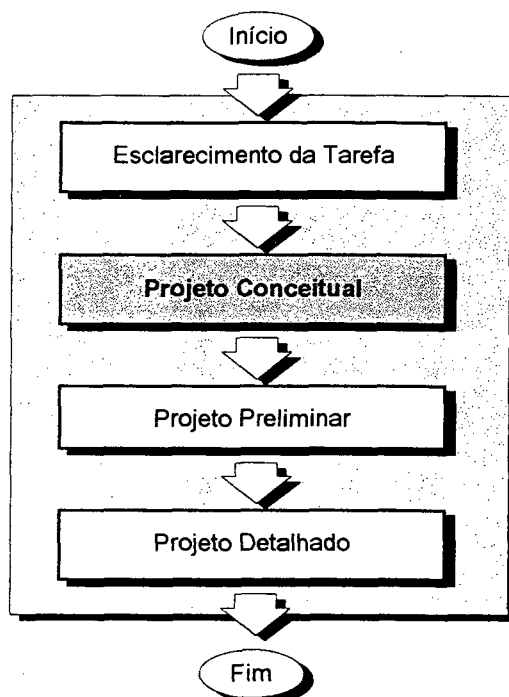 Início
Esclarecimento da Tarefa
Projeto Conceitual
Projeto Preliminar
Projeto Detalhado
Fim